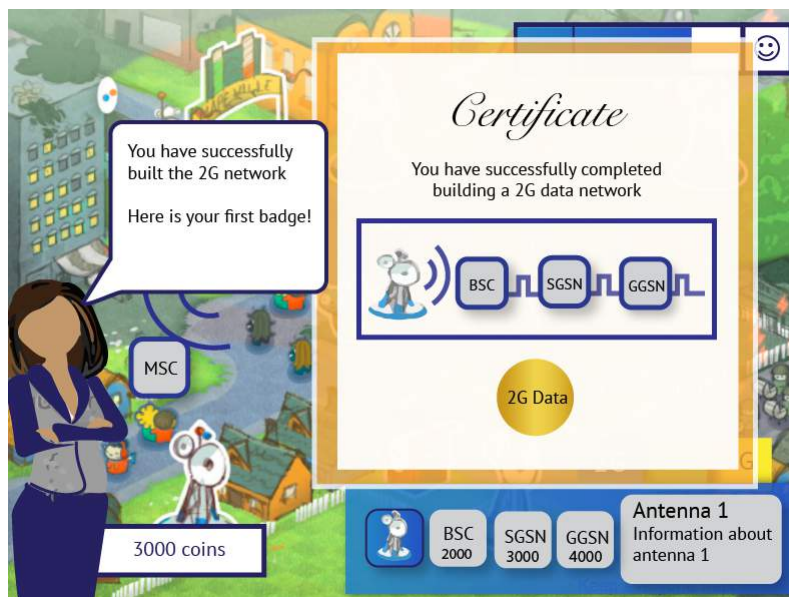 You have successfully
built the 2G network
Here is your first badge!
Certificate
You have successfully completed
building a 2G data network
BSC
SGSN
GGSN
2G Data
MSC
3000 coins
BSC
2000
SGSN
3000
GGSN
4000
Antenna 1
Information about
antenna 1